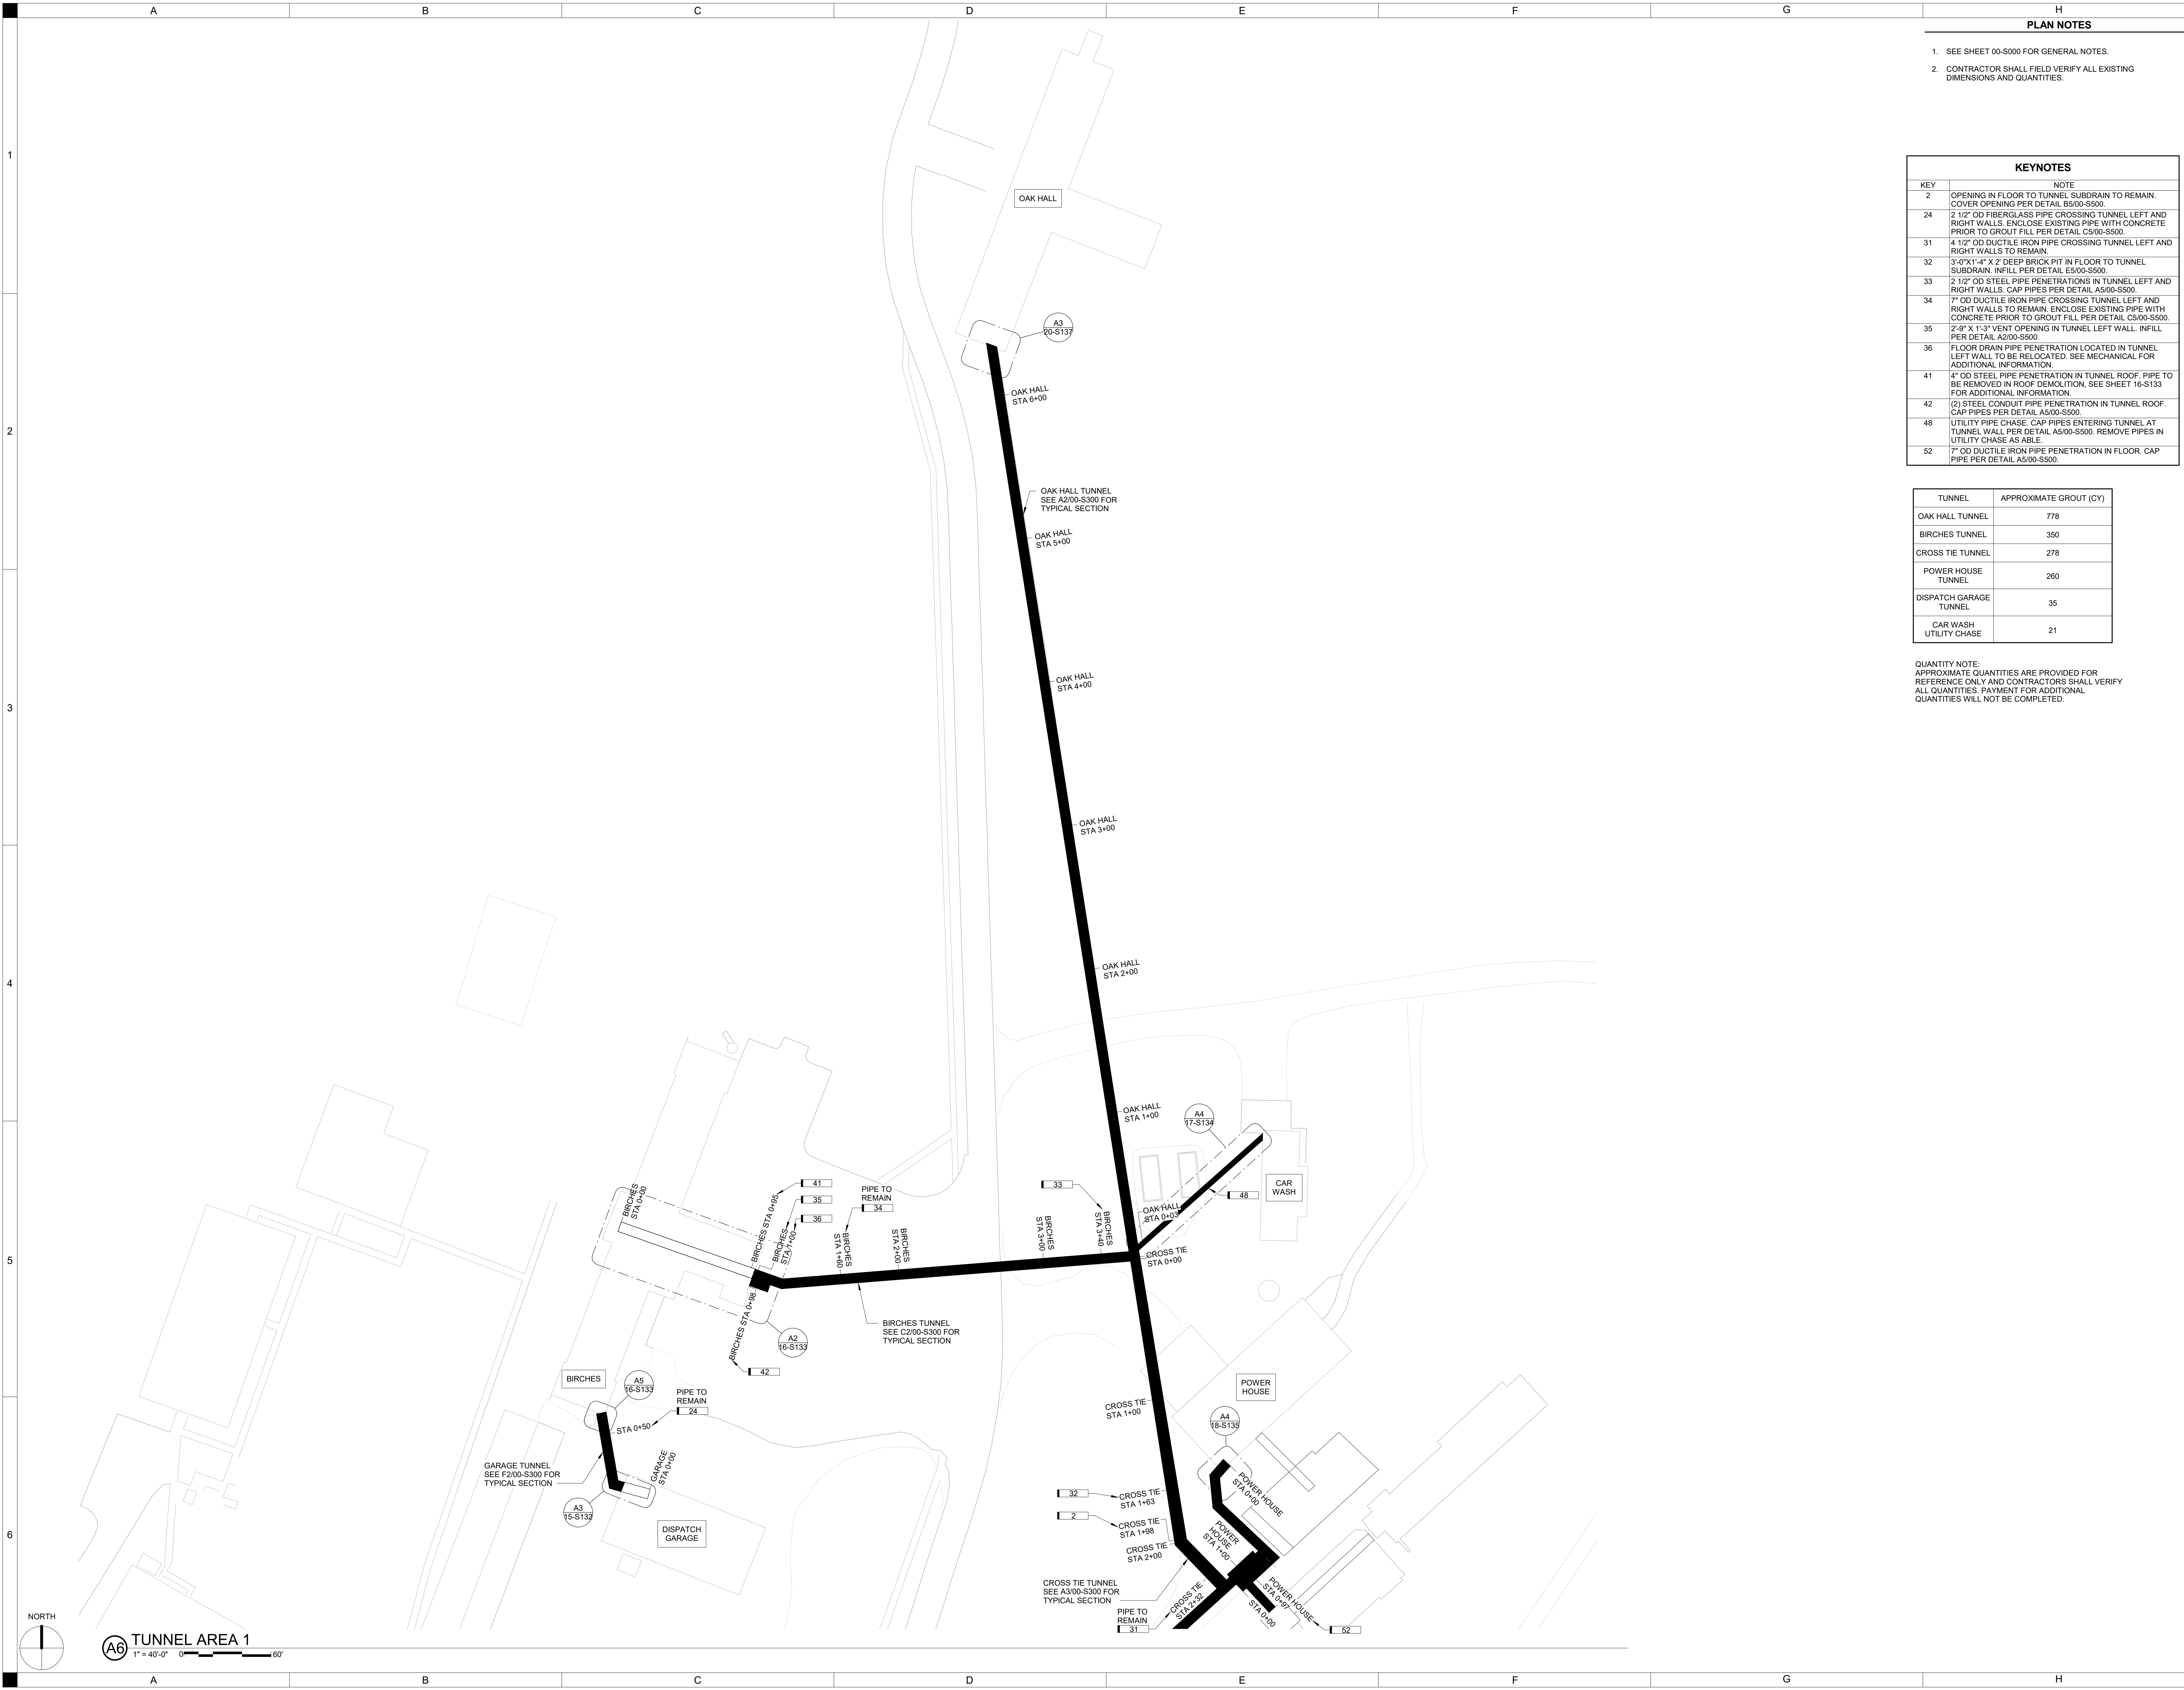 A
B
C
D
E
F
G
H
PLAN NOTES
1. SEE SHEET 00-S000 FOR GENERAL NOTES.
2. CONTRACTOR SHALL FIELD VERIFY ALL EXISTING
DIMENSIONS AND QUANTITIES.
KEYNOTES
KEY NOTE
2 OPENING IN FLOOR TO TUNNEL SUBDRAIN TO REMAIN.
COVER OPENING PER DETAIL B5/00-S500.
24 2 1/2" OD FIBERGLASS PIPE CROSSING TUNNEL LEFT AND
RIGHT WALLS. ENCLOSE EXISTING PIPE WITH CONCRETE
PRIOR TO GROUT FILL PER DETAIL C5/00-S500.
31 4 1/2" OD DUCTILE IRON PIPE CROSSING TUNNEL LEFT AND
RIGHT WALLS TO REMAIN.
32 3'-0"X1'-4" X 2' DEEP BRICK PIT IN FLOOR TO TUNNEL
SUBDRAIN. INFILL PER DETAIL E5/00-S500.
33 2 1/2" OD STEEL PIPE PENETRATIONS IN TUNNEL LEFT AND
RIGHT WALLS. CAP PIPES PER DETAIL A5/00-S500.
34 7" OD DUCTILE IRON PIPE CROSSING TUNNEL LEFT AND
RIGHT WALLS TO REMAIN. ENCLOSE EXISTING PIPE WITH
CONCRETE PRIOR TO GROUT FILL PER DETAIL C5/00-S500.
35 2'-9" X 1'-3" VENT OPENING IN TUNNEL LEFT WALL. INFILL
PER DETAIL A2/00-S500.
36 FLOOR DRAIN PIPE PENETRATION LOCATED IN TUNNEL
LEFT WALL TO BE RELOCATED. SEE MECHANICAL FOR
ADDITIONAL INFORMATION.
41 4" OD STEEL PIPE PENETRATION IN TUNNEL ROOF. PIPE TO
BE REMOVED IN ROOF DEMOLITION, SEE SHEET 16-S133
FOR ADDITIONAL INFORMATION.
42 (2) STEEL CONDUIT PIPE PENETRATION IN TUNNEL ROOF.
CAP PIPES PER DETAIL A5/00-S500.
48 UTILITY PIPE CHASE. CAP PIPES ENTERING TUNNEL AT
TUNNEL WALL PER DETAIL A5/00-S500. REMOVE PIPES IN
UTILITY CHASE AS ABLE.
52 7" OD DUCTILE IRON PIPE PENETRATION IN FLOOR. CAP
PIPE PER DETAIL A5/00-S500.
TUNNEL APPROXIMATE GROUT (CY)
OAK HALL TUNNEL 778
BIRCHES TUNNEL 350
CROSS TIE TUNNEL 278
POWER HOUSE
TUNNEL 260
DISPATCH GARAGE
TUNNEL 35
CAR WASH
UTILITY CHASE 21
QUANTITY NOTE:
APPROXIMATE QUANTITIES ARE PROVIDED FOR
REFERENCE ONLY AND CONTRACTORS SHALL VERIFY
ALL QUANTITIES. PAYMENT FOR ADDITIONAL
QUANTITIES WILL NOT BE COMPLETED.
1
2
3
4
5
6
OAK HALL
A3
20-S137
OAK HALL
STA 6+00
OAK HALL TUNNEL
SEE A2/00-S300 FOR
TYPICAL SECTION
OAK HALL
STA 5+00
OAK HALL
STA 4+00
OAK HALL
STA 3+00
OAK HALL
STA 2+00
OAK HALL
STA 1+00
A4
17-S134
CAR
WASH
48
OAK HALL
STA 0+03
CROSS TIE
STA 0+00
33
BIRCHES
STA 3+40
BIRCHES
STA 3+00
BIRCHES
STA 2+00
PIPE TO
REMAIN
34
BIRCHES
STA 1+60
41
35
36
BIRCHES STA 0+95
BIRCHES
STA 1+00
BIRCHES
STA 0+00
BIRCHES STA 0+98
A2
16-S133
42
BIRCHES TUNNEL
SEE C2/00-S300 FOR
TYPICAL SECTION
BIRCHES
A5
16-S133
PIPE TO
REMAIN
24
STA 0+50
GARAGE
STA 0+00
GARAGE TUNNEL
SEE F2/00-S300 FOR
TYPICAL SECTION
A3
15-S132
DISPATCH
GARAGE
POWER
HOUSE
A4
18-S135
CROSS TIE
STA 1+00
POWER HOUSE
STA 0+00
32
CROSS TIE
STA 1+63
2
CROSS TIE
STA 1+98
CROSS TIE
STA 2+00
POWER
HOUSE
STA 1+00
CROSS TIE TUNNEL
SEE A3/00-S300 FOR
TYPICAL SECTION
CROSS TIE
STA 2+32
POWER HOUSE
STA 0+97
STA 0+00
PIPE TO
REMAIN
31
52
NORTH
A6 TUNNEL AREA 1
1" = 40'-0" 0 60'
A
B
C
D
E
F
G
H